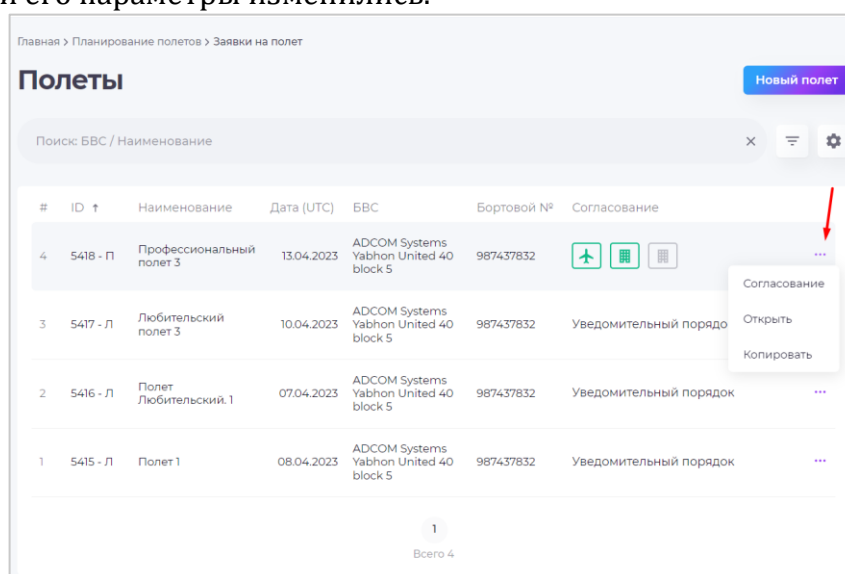 и его параметры изменились.
Главная > Планирование полетов > Заявки на полет
Полеты
Новый полет
Поиск: БВС / Наименование
# ID ↑ Наименование Дата (UTC) БВС Бортовой № Согласование
4 5418 - П Профессиональный полет 3 13.04.2023 ADCOM Systems Yabhon United 40 block 5 987437832
Согласование
Открыть
Копировать
3 5417 - Л Любительский полет 3 10.04.2023 ADCOM Systems Yabhon United 40 block 5 987437832 Уведомительный порядо
2 5416 - Л Полет Любительский. 1 07.04.2023 ADCOM Systems Yabhon United 40 block 5 987437832 Уведомительный порядок
1 5415 - Л Полет 1 08.04.2023 ADCOM Systems Yabhon United 40 block 5 987437832 Уведомительный порядок
1
Всего 4